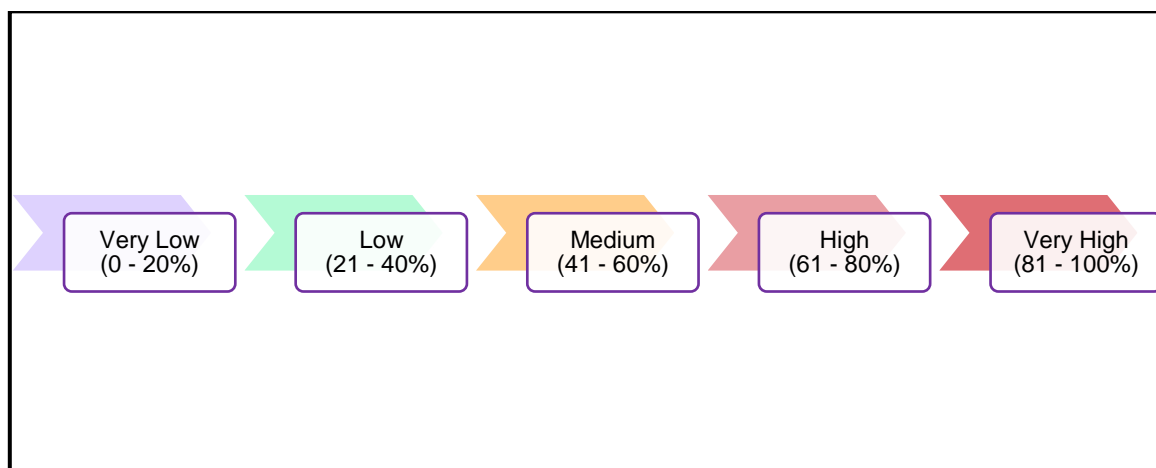 Very Low
(0 - 20%)
Low
(21 - 40%)
Medium
(41 - 60%)
High
(61 - 80%)
Very High
(81 - 100%)